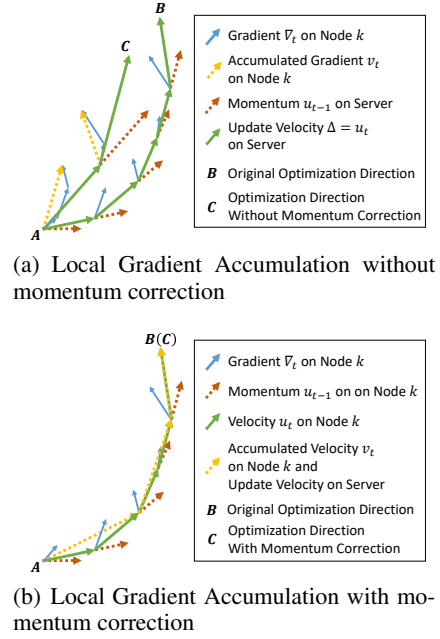 B
C
A
Gradient ∇̅t on Node k
Accumulated Gradient vt
on Node k
Momentum ut−1 on Server
Update Velocity Δ = ut
on Server
B Original Optimization Direction
C Optimization Direction
Without Momentum Correction
(a) Local Gradient Accumulation without
momentum correction
B(C)
A
Gradient ∇̅t on Node k
Momentum ut−1 on on Node k
Velocity ut on Node k
Accumulated Velocity vt
on Node k and
Update Velocity on Server
B Original Optimization Direction
C Optimization Direction
With Momentum Correction
(b) Local Gradient Accumulation with mo-
mentum correction